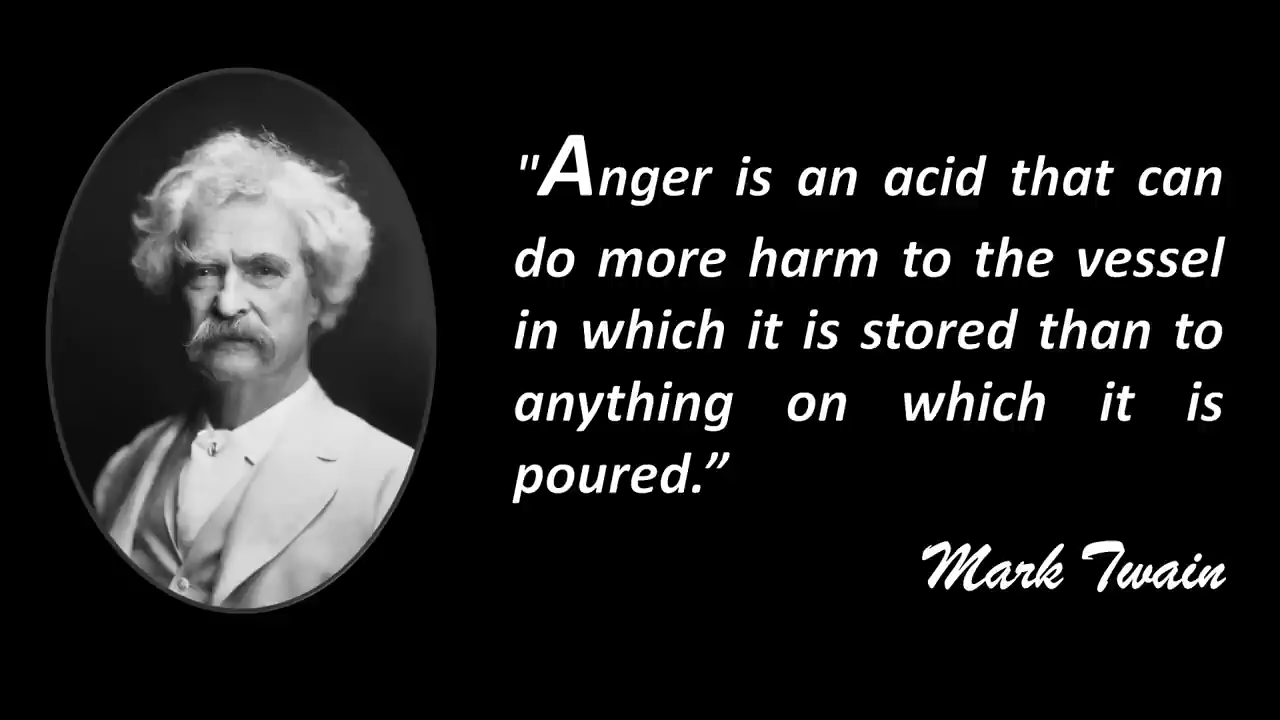 "Anger is an acid that can
do more harm to the vessel
in which it is stored than to
anything on which it is
poured.”
Mark Twain